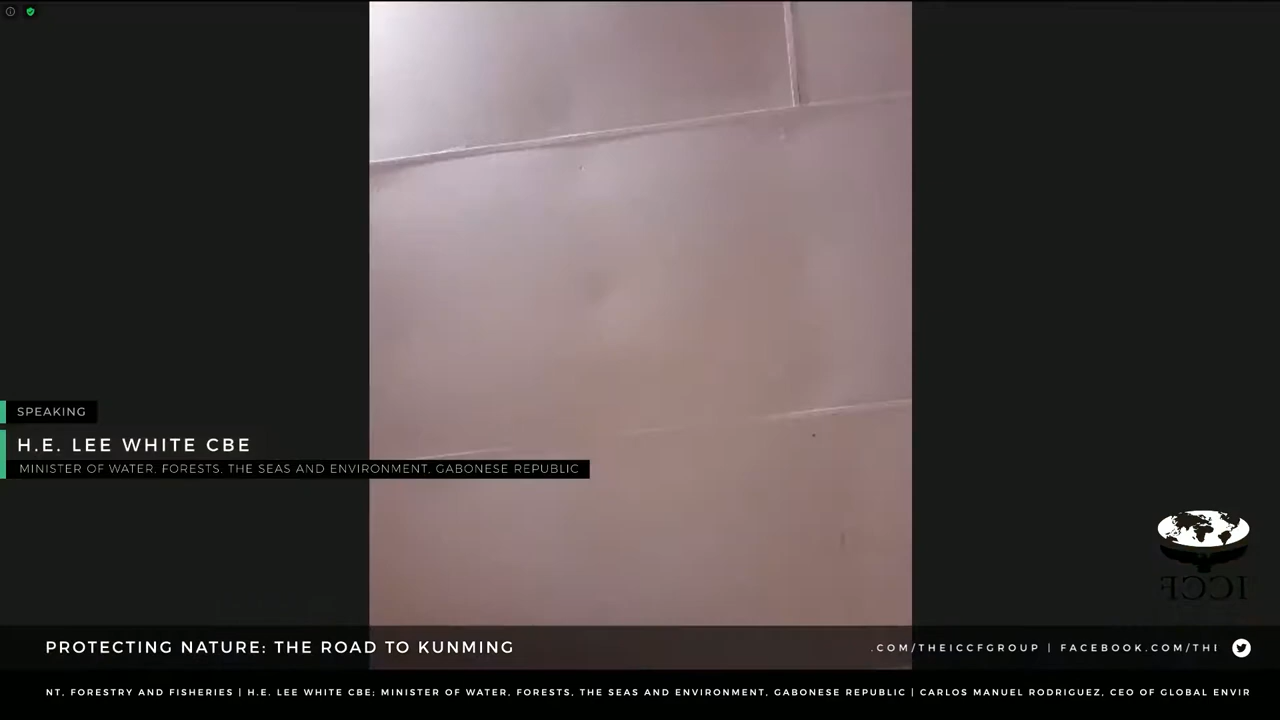 SPEAKING
H.E. LEE WHITE CBE
MINISTER OF WATER, FORESTS, THE SEAS AND ENVIRONMENT, GABONESE REPUBLIC
ICCF
PROTECTING NATURE: THE ROAD TO KUNMING
.COM/THEICCFGROUP | FACEBOOK.COM/THI
NT, FORESTRY AND FISHERIES | H.E. LEE WHITE CBE; MINISTER OF WATER, FORESTS, THE SEAS AND ENVIRONMENT, GABONESE REPUBLIC | CARLOS MANUEL RODRIGUEZ, CEO OF GLOBAL ENVIR